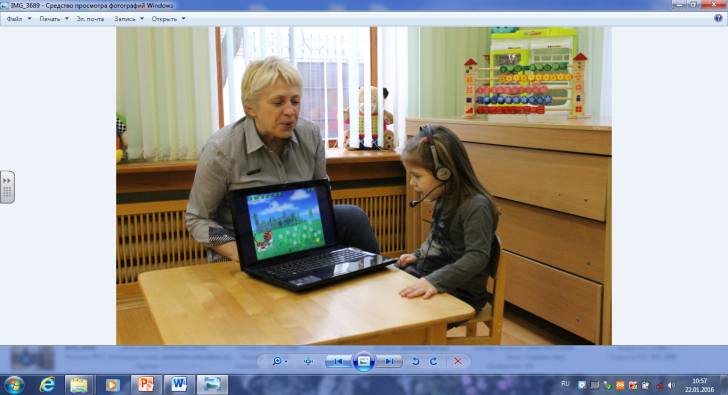 IMG_3689 - Средство просмотра фотографий Windows
Файл Печать Эл. почта Запись Открыть
RU
10:57
22.01.2016